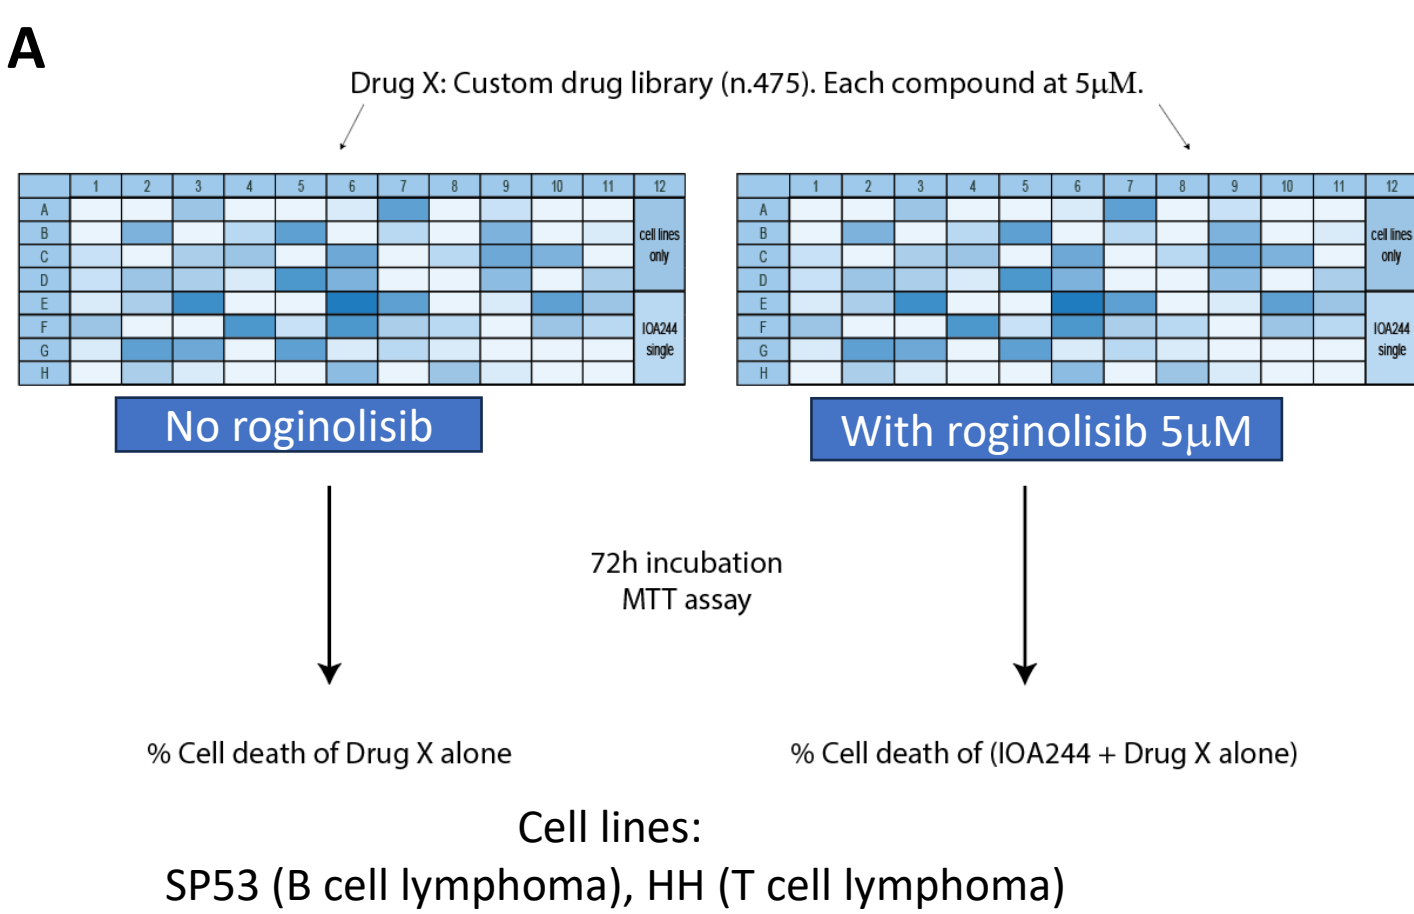 A
Drug X: Custom drug library (n.475). Each compound at 5µM.
1 2 3 4 5 6 7 8 9 10 11 12
A
B
C
D
E
F
G
H
cell lines
only
IOA244
single
1 2 3 4 5 6 7 8 9 10 11 12
A
B
C
D
E
F
G
H
cell lines
only
IOA244
single
No roginolisib
With roginolisib 5µM
72h incubation
MTT assay
% Cell death of Drug X alone
% Cell death of (IOA244 + Drug X alone)
Cell lines:
SP53 (B cell lymphoma), HH (T cell lymphoma)